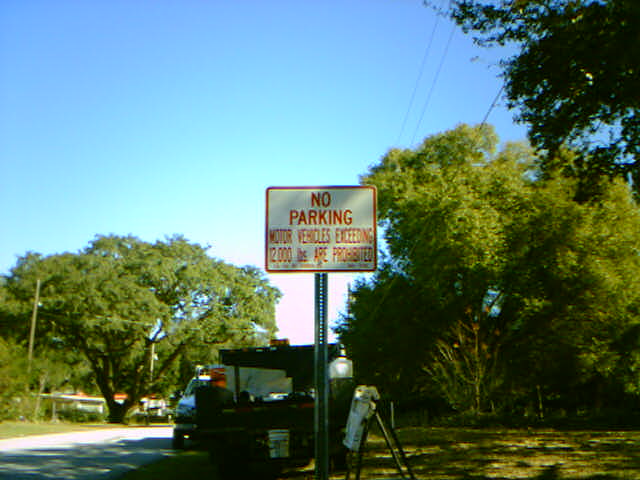 NO
PARKING
MOTOR VEHICLES EXCEEDING
12,000 lbs. ARE PROHIBITED